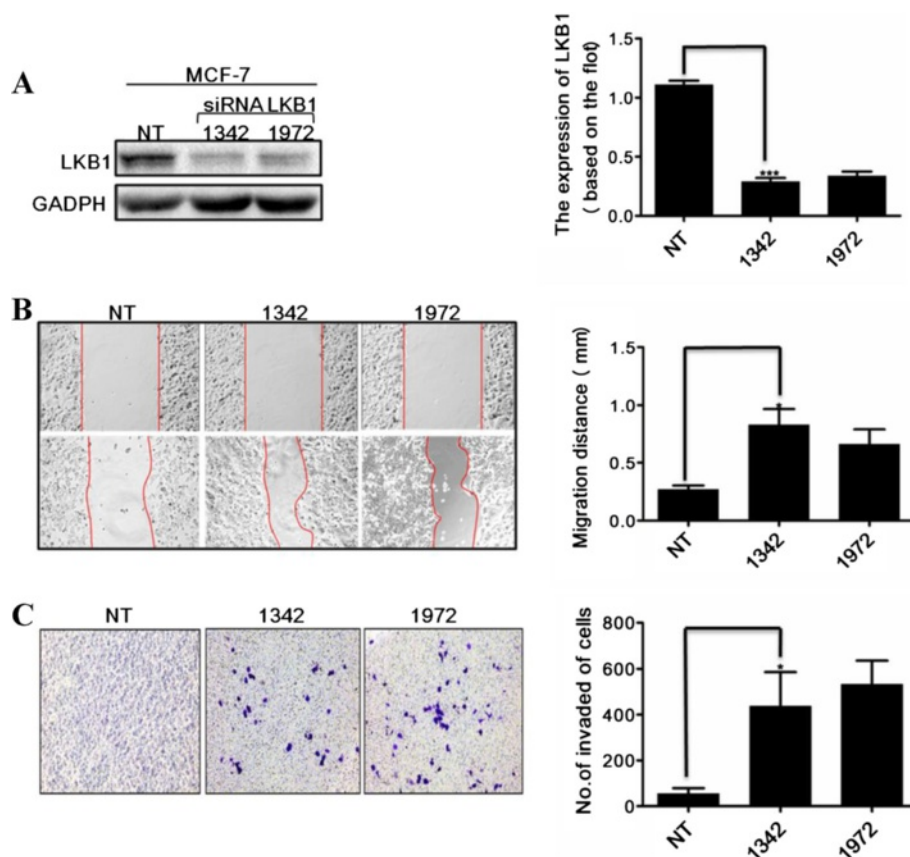 A
MCF-7
siRNA LKB1
NT 1342 1972
LKB1
GADPH
The expression of LKB1
( based on the flot)
1.5
1.0
0.5
0.0
***
NT 1342 1972
B
NT 1342 1972
Migration distance ( mm)
1.5
1.0
0.5
0.0
*
NT 1342 1972
C
NT 1342 1972
No.of invaded of cells
800
600
400
200
0
*
NT 1342 1972